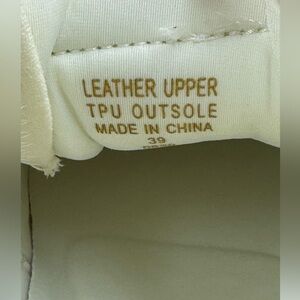 LEATHER UPPER
TPU OUTSOLE
MADE IN CHINA
39